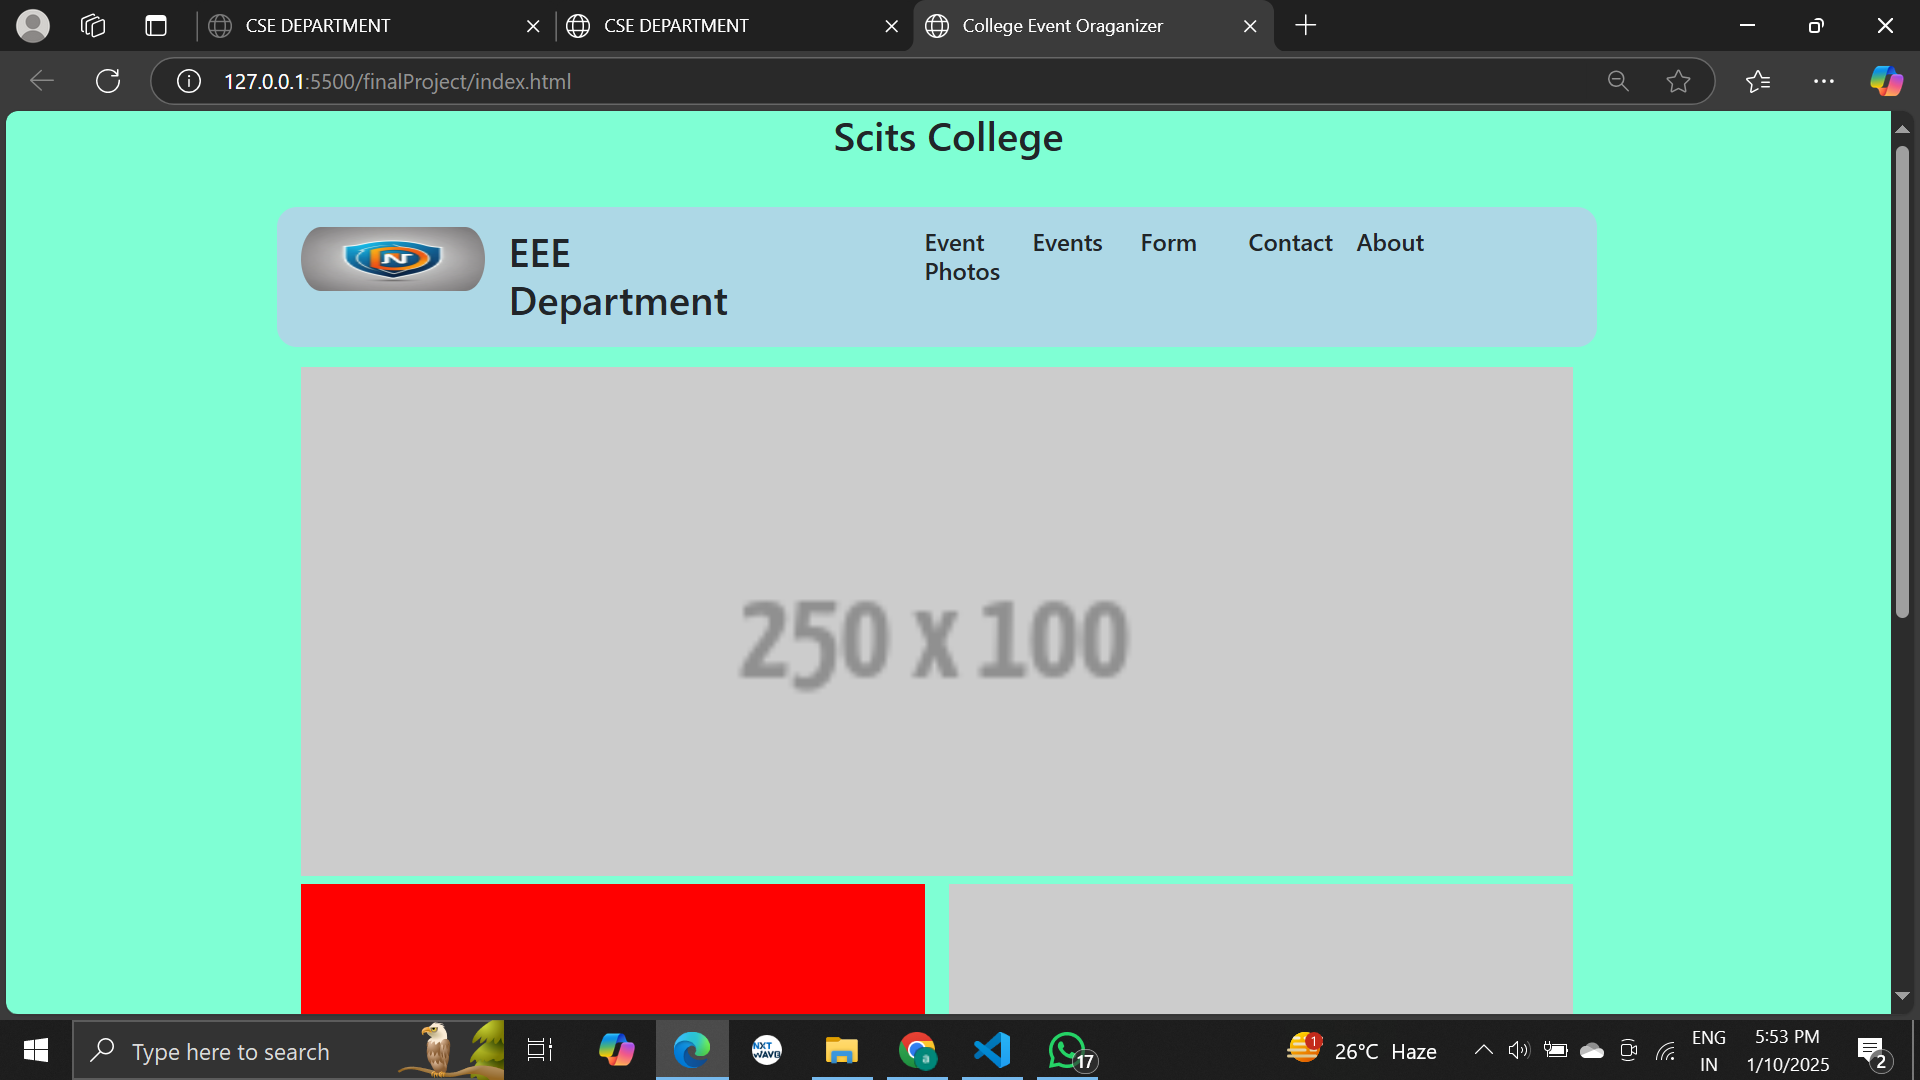 CSE DEPARTMENT
CSE DEPARTMENT
College Event Oraganizer
127.0.0.1:5500/finalProject/index.html
Scits College
N
EEE
Department
Event
Photos
Events
Form
Contact
About
250 x 100
Type here to search
NXT
WAVE
a
17
1
26°C Haze
ENG
IN
5:53 PM
1/10/2025
2